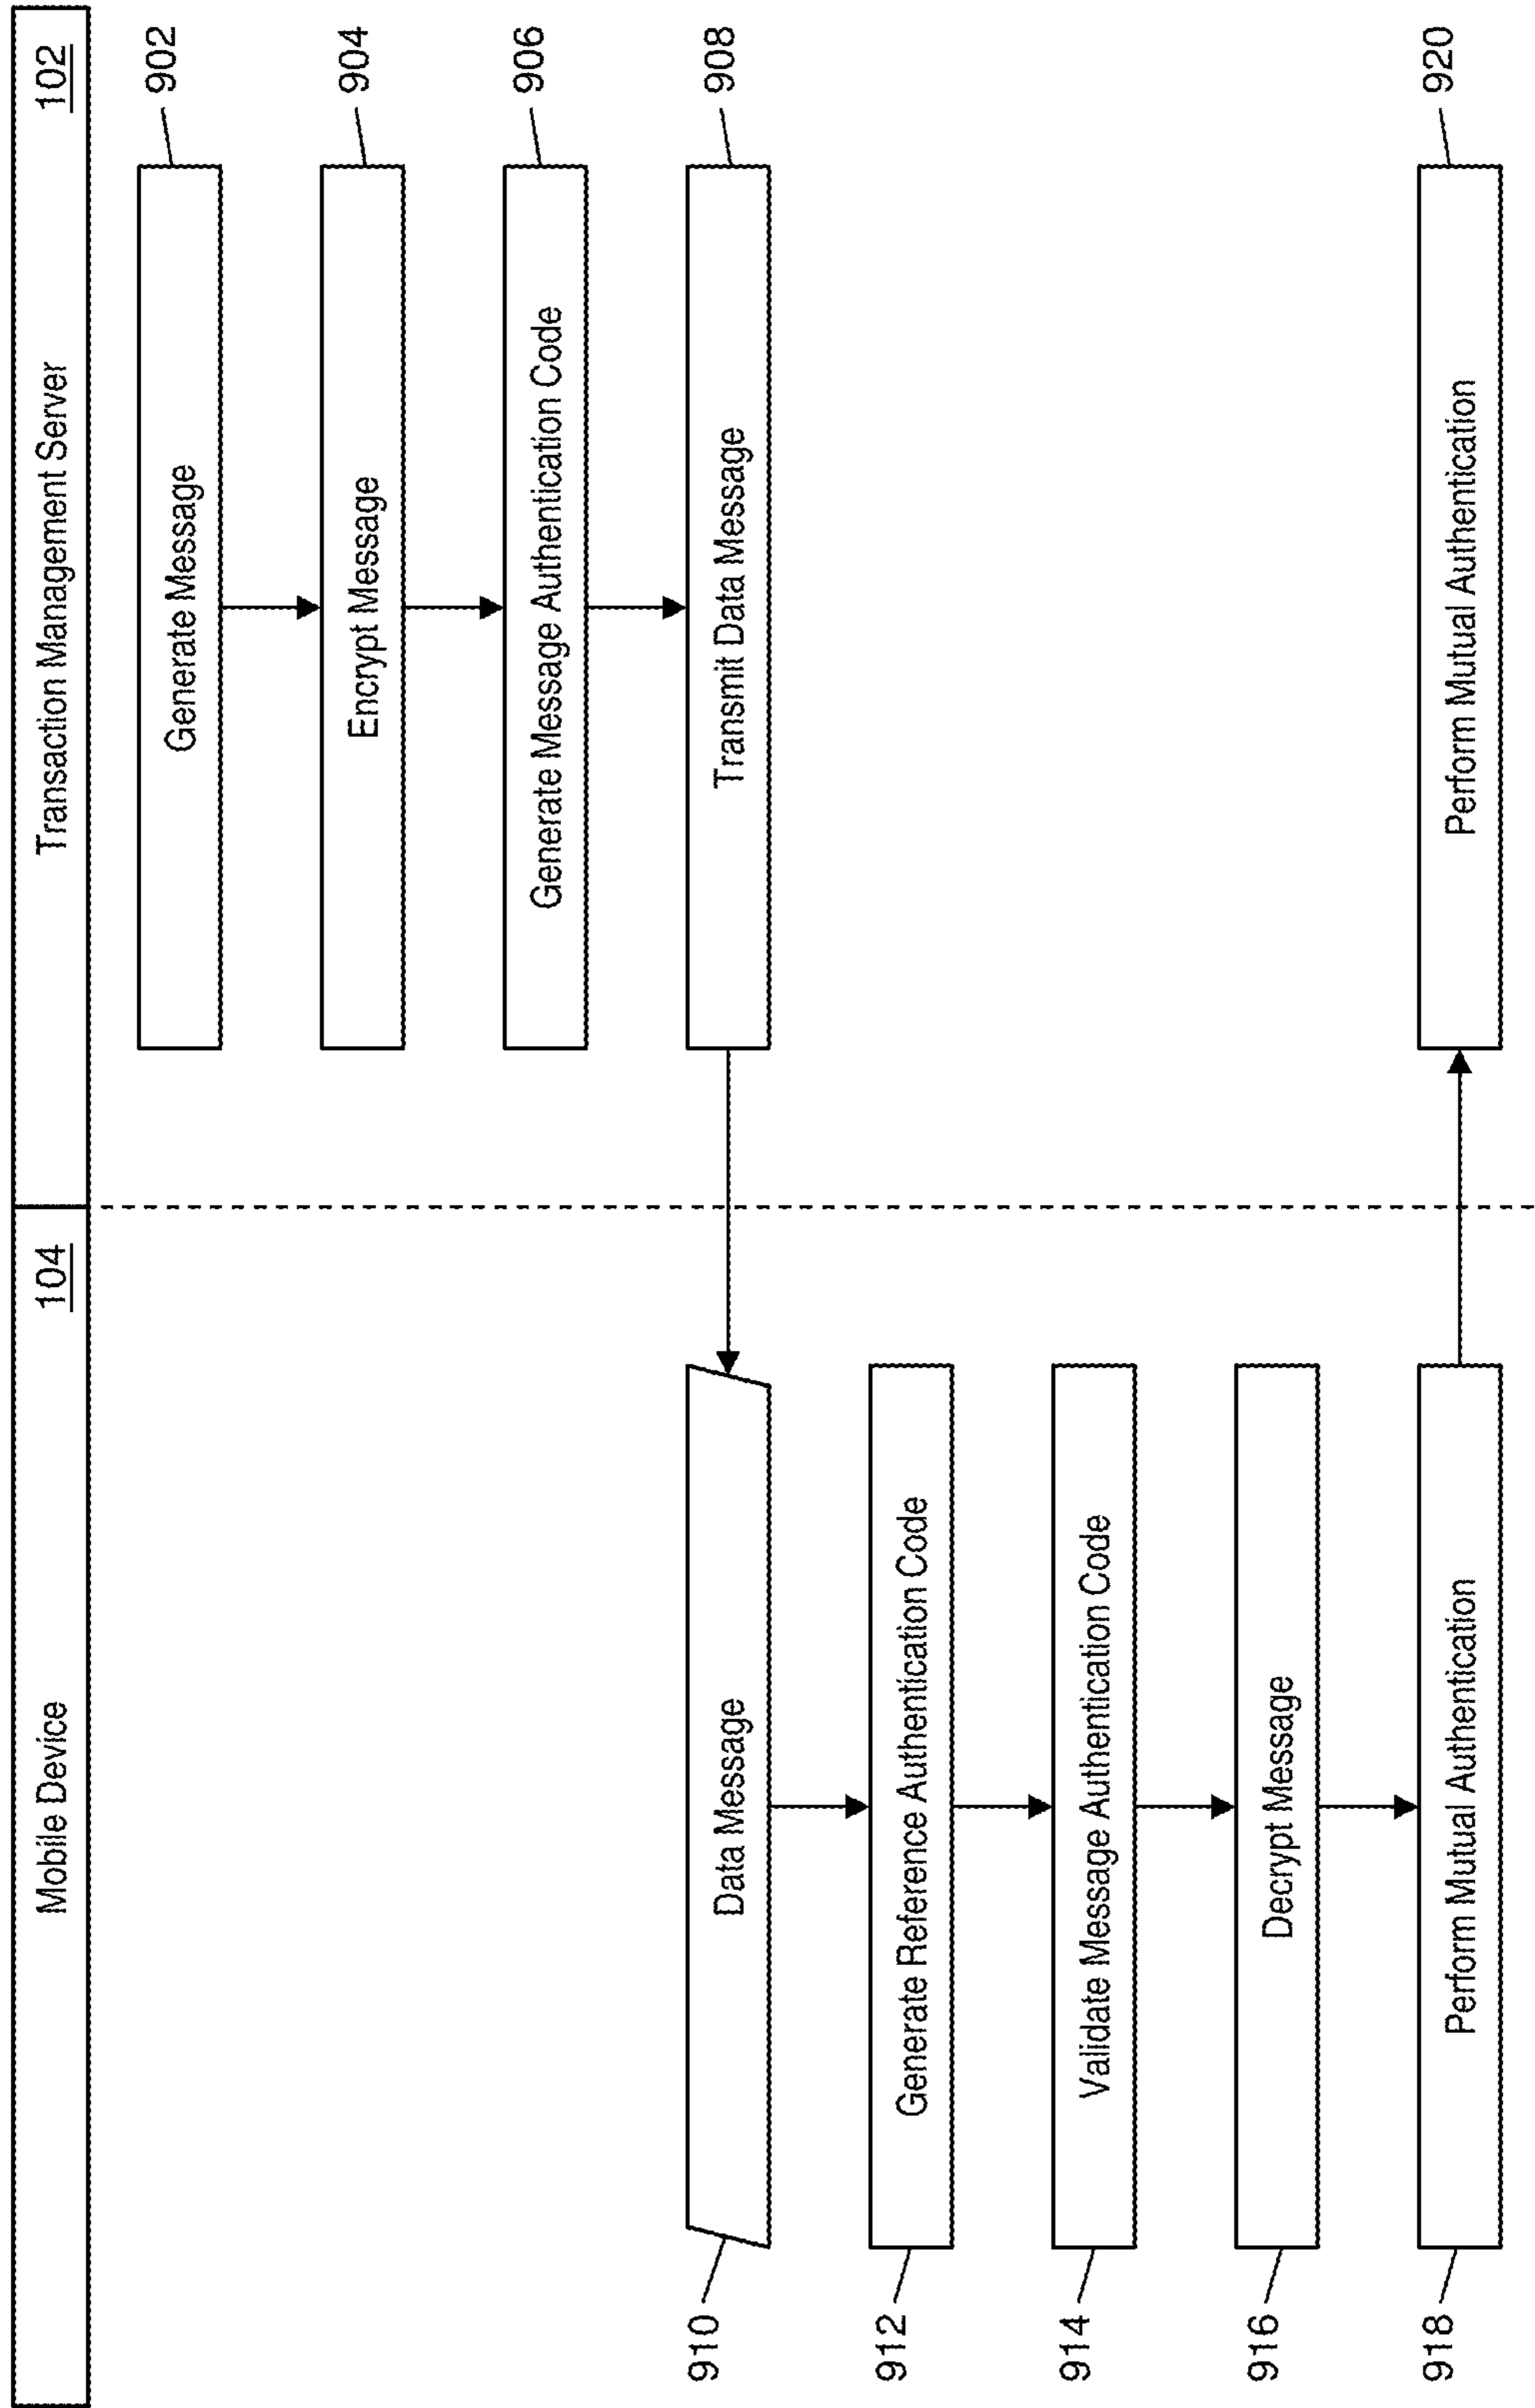 Mobile Device 104
Transaction Management Server 102
Generate Message
902
Encrypt Message
904
Generate Message Authentication Code
906
Transmit Data Message
908
910
Data Message
912
Generate Reference Authentication Code
914
Validate Message Authentication Code
916
Decrypt Message
918
Perform Mutual Authentication
Perform Mutual Authentication
920